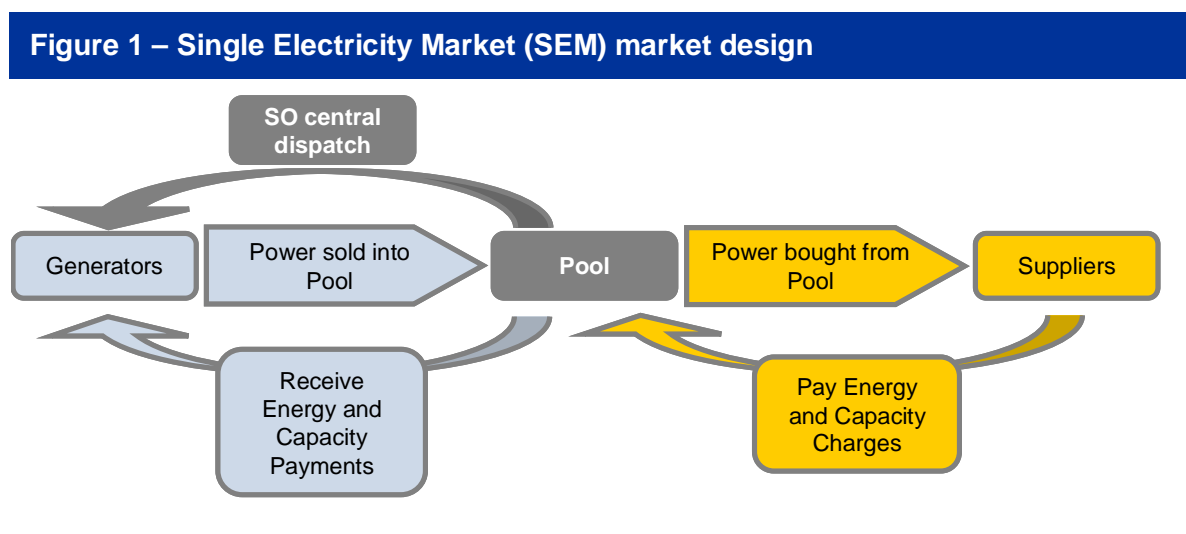 Figure 1 – Single Electricity Market (SEM) market design
SO central
dispatch
Generators
Power sold into
Pool
Pool
Power bought from
Pool
Suppliers
Receive
Energy and
Capacity
Payments
Pay Energy
and Capacity
Charges